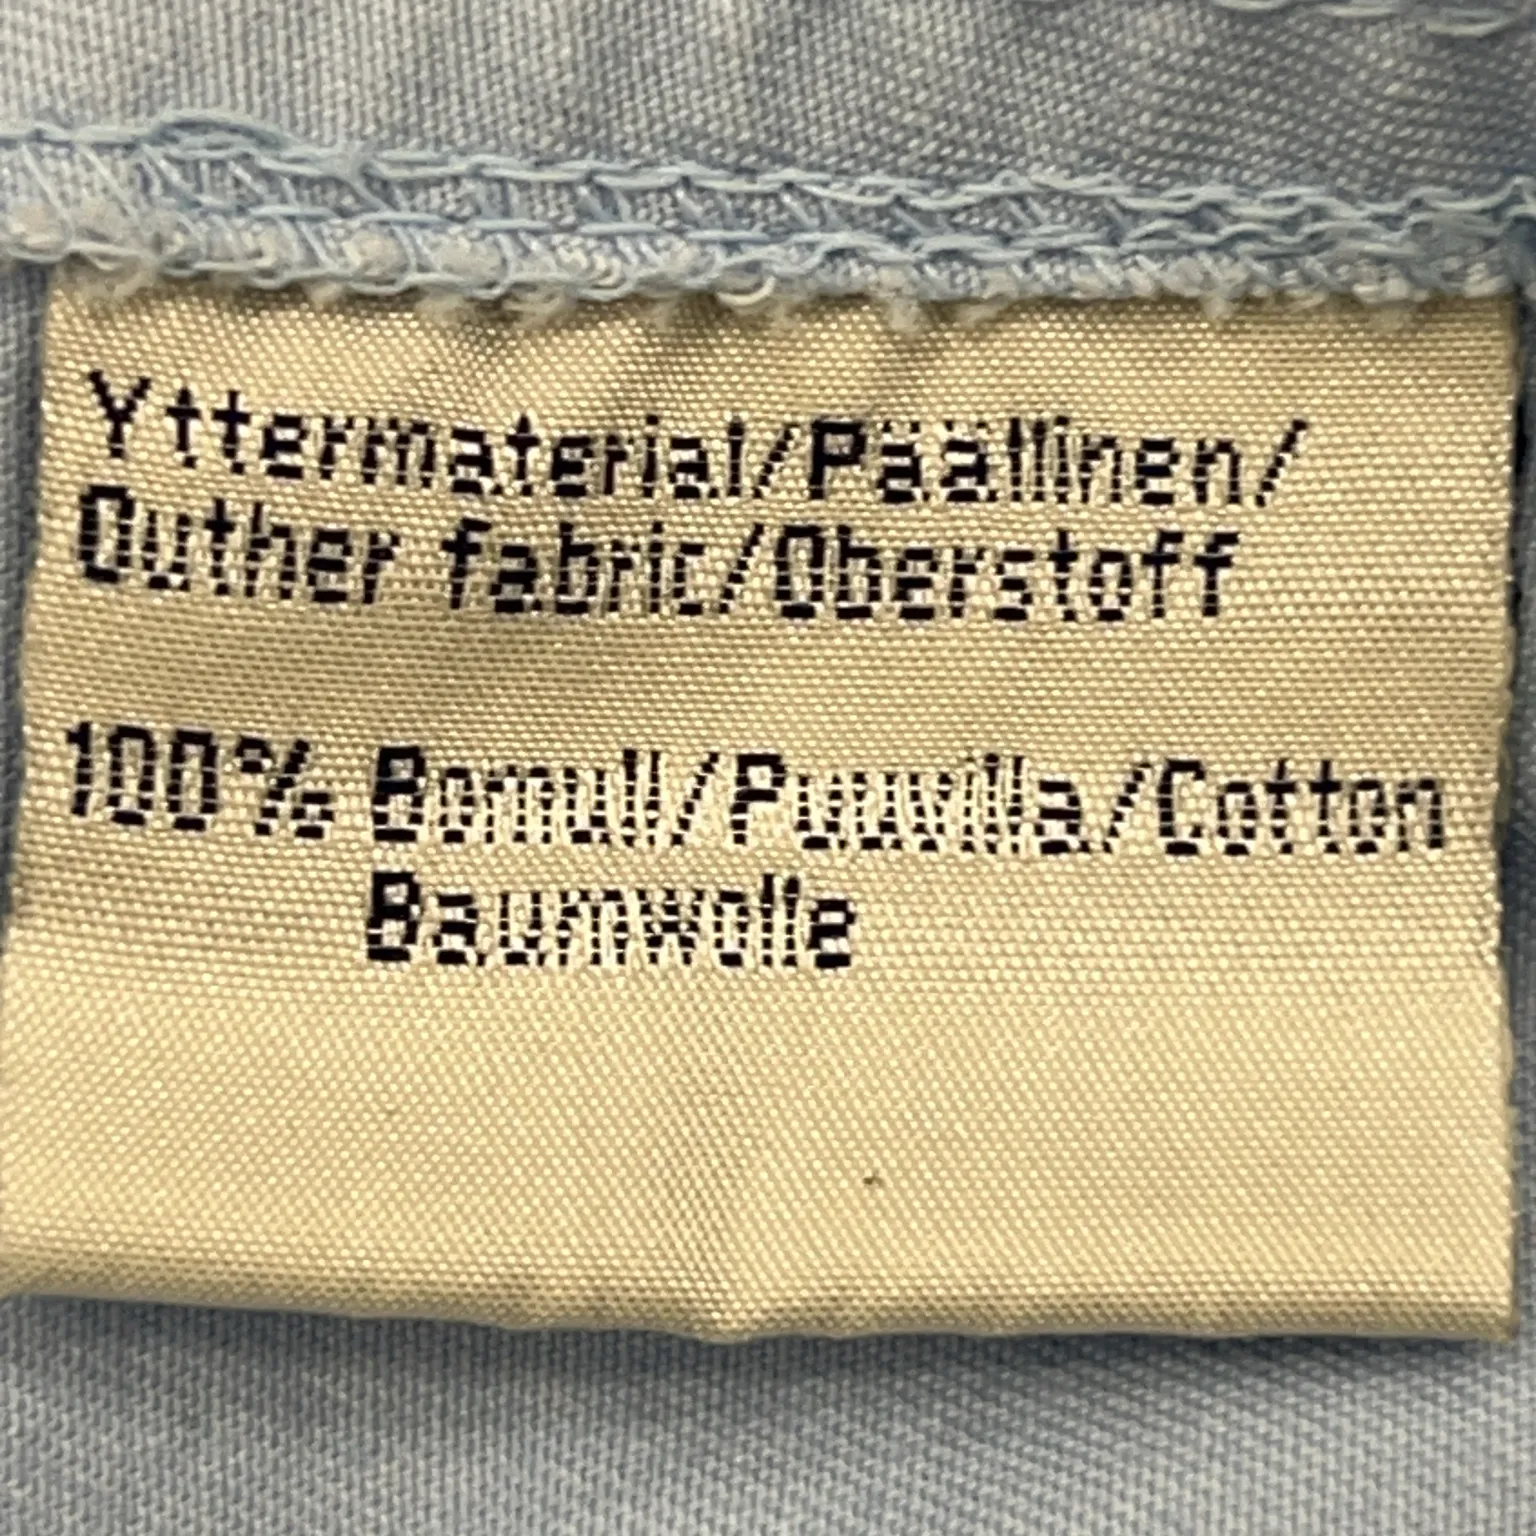 Yttermaterial/Päällinen/
Outher fabric/Oberstoff
100% Bomull/Puuvilla/Cotton
Baumwolle